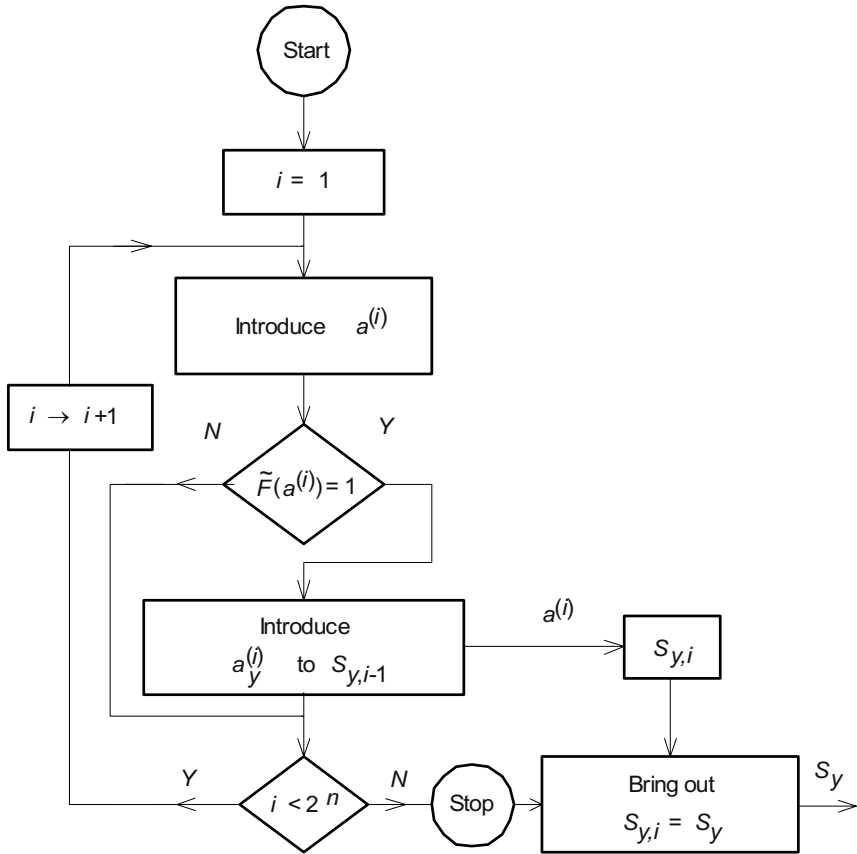 Start
i = 1
Introduce a^(i)
i → i+1
N
Y
F̃(a^(i)) = 1
Introduce
a_y^(i) to S_y,i-1
a^(i)
S_y,i
Y
i < 2^n
N
Stop
Bring out
S_y,i = S_y
S_y